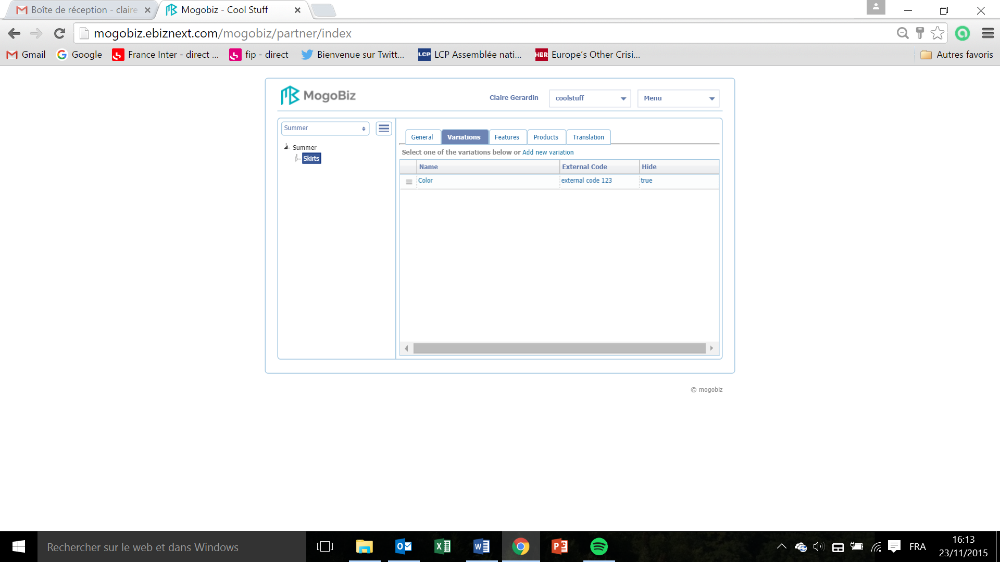 Boîte de réception - claire
Mogobiz - Cool Stuff
mogobiz.ebiznext.com/mogobiz/partner/index
Gmail
Google
France Inter - direct ...
fip - direct
Bienvenue sur Twitt...
LCP LCP Assemblée nati...
HBR Europe's Other Crisi...
Autres favoris
MogoBiz
Claire Gerardin
coolstuff
Menu
Summer
Summer
Skirts
General
Variations
Features
Products
Translation
Select one of the variations below or Add new variation
Name
External Code
Hide
Color
external code 123
true
© mogobiz
Rechercher sur le web et dans Windows
FRA
16:13
23/11/2015